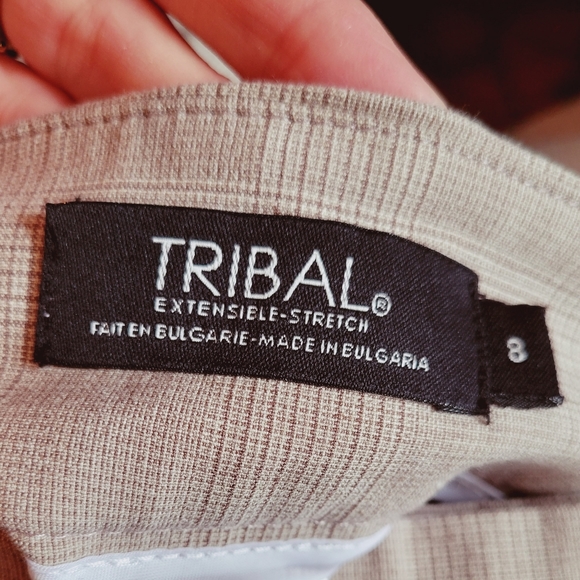 TRIBAL®
EXTENSIBLE-STRETCH
FAIT EN BULGARIE-MADE IN BULGARIA
8